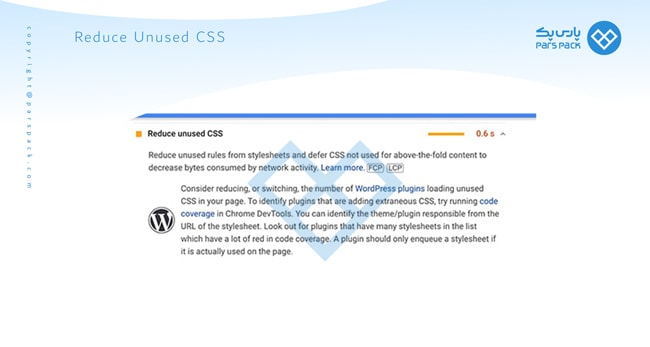 Reduce Unused CSS
پارس پک
PARS PACK
copyright@parspack.com
Reduce unused CSS
0.6 s
Reduce unused rules from stylesheets and defer CSS not used for above-the-fold content to
decrease bytes consumed by network activity. Learn more. FCP LCP
Consider reducing, or switching, the number of WordPress plugins loading unused
CSS in your page. To identify plugins that are adding extraneous CSS, try running code
coverage in Chrome DevTools. You can identify the theme/plugin responsible from the
URL of the stylesheet. Look out for plugins that have many stylesheets in the list
which have a lot of red in code coverage. A plugin should only enqueue a stylesheet if
it is actually used on the page.